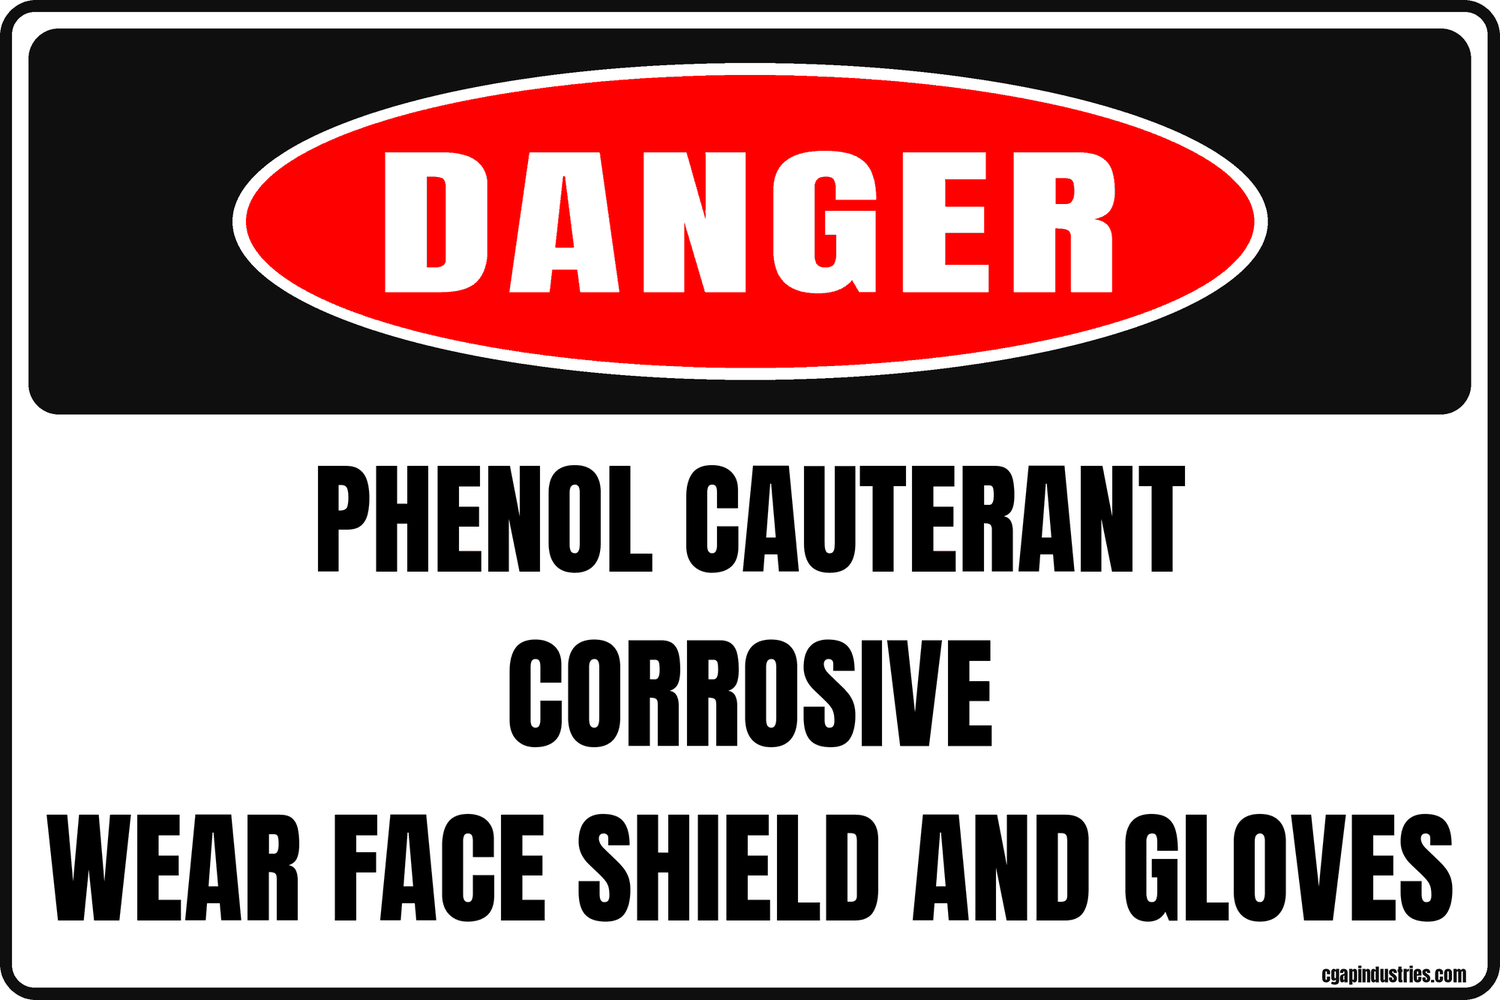 DANGER
PHENOL CAUTERANT
CORROSIVE
WEAR FACE SHIELD AND GLOVES
cgapindustries.com